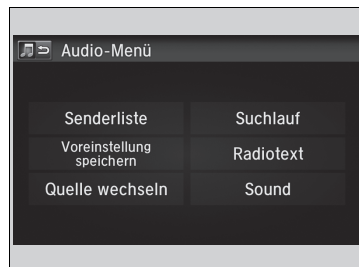 Audio-Menü
Senderliste
Suchlauf
Voreinstellung
speichern
Radiotext
Quelle wechseln
Sound